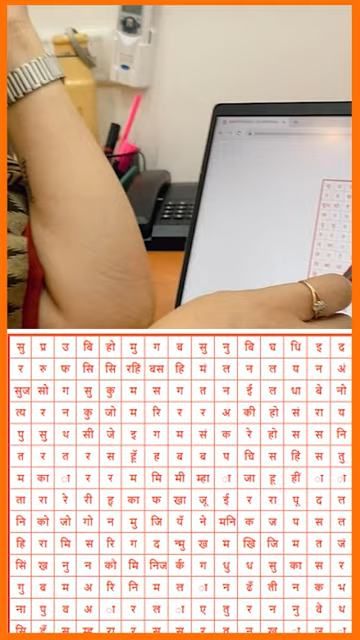 सु प्र उ बि हो मु ग ब सु नु बि घ धि इ द
र रु फ सि सि रहि बस हि मं ल न ल य न अं
सुज सो ग सु कु म स ग त न ई ल धा बे नो
त्य र न कु जो म रि र र अ की हो सं रा य
पु सु थ सी जे इ ग म सं क रे हो स स नि
त र त र स हूँ ह ब ब प चि स हिं स तु
म का ा र र म मि मी म्हा ा जा हू हीं ा ा
ता रा रे री हृ का फ खा जू ई र रा पू द त
नि को जो गो न मु जि यँ ने मनि क ज प स त
हि रा मि स रि ग द न्मु ख म खि जि म त जं
सिं ख नु न को मि निज र्क ग धु ध सु का स र
गु ब म अ रि नि म ल ा न ढँ ती न क भ
ना पु व अ ा र ल ा ए तु र न नु वे थ